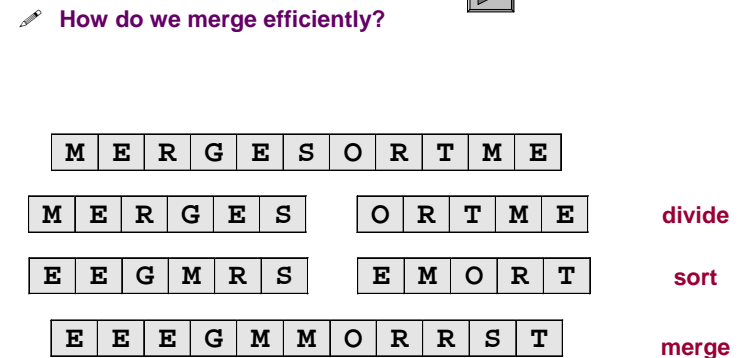 How do we merge efficiently?
M E R G E S O R T M E
M E R G E S O R T M E divide
E E G M R S E M O R T sort
E E E G M M O R R S T merge